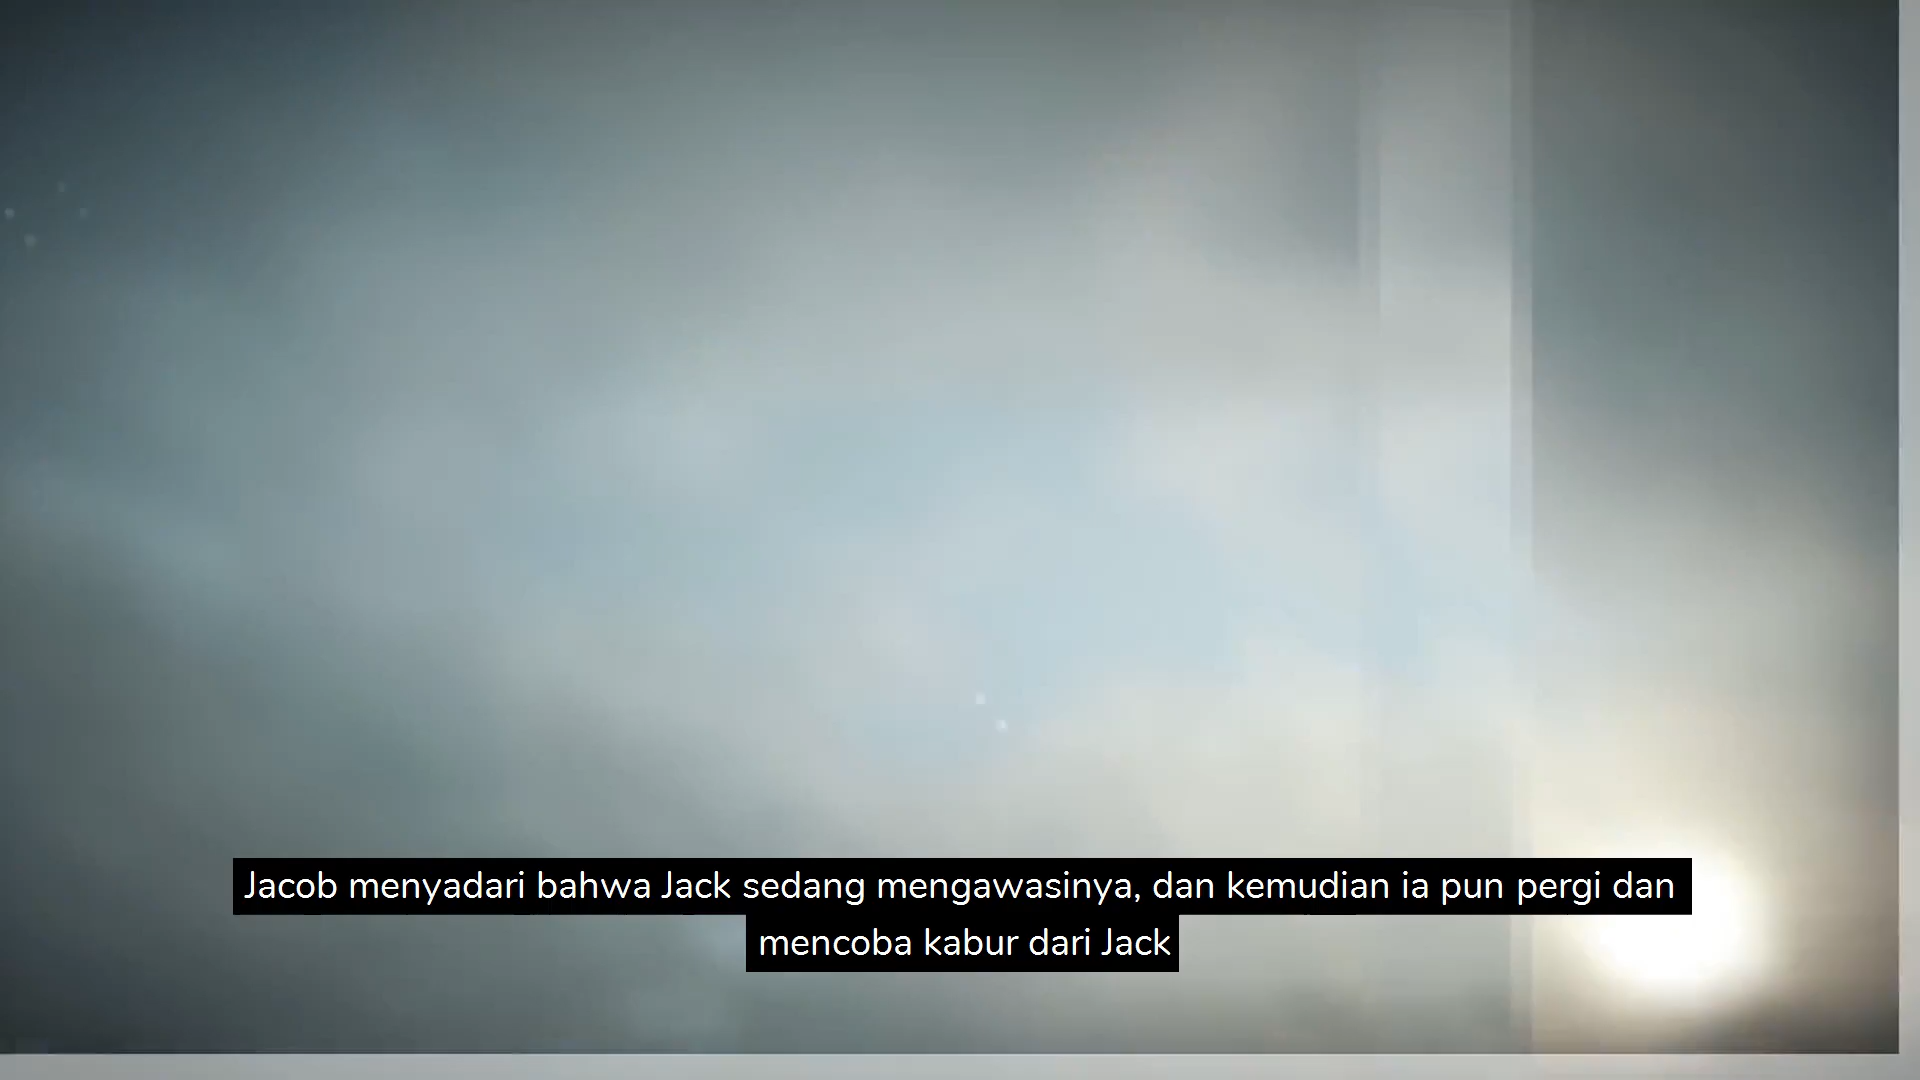 Jacob menyadari bahwa Jack sedang mengawasinya, dan kemudian ia pun pergi dan
mencoba kabur dari Jack